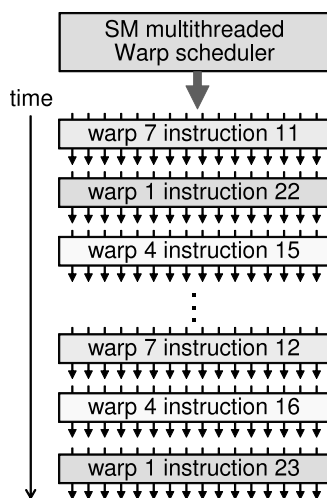 SM multithreaded
Warp scheduler
time
warp 7 instruction 11
warp 1 instruction 22
warp 4 instruction 15
warp 7 instruction 12
warp 4 instruction 16
warp 1 instruction 23